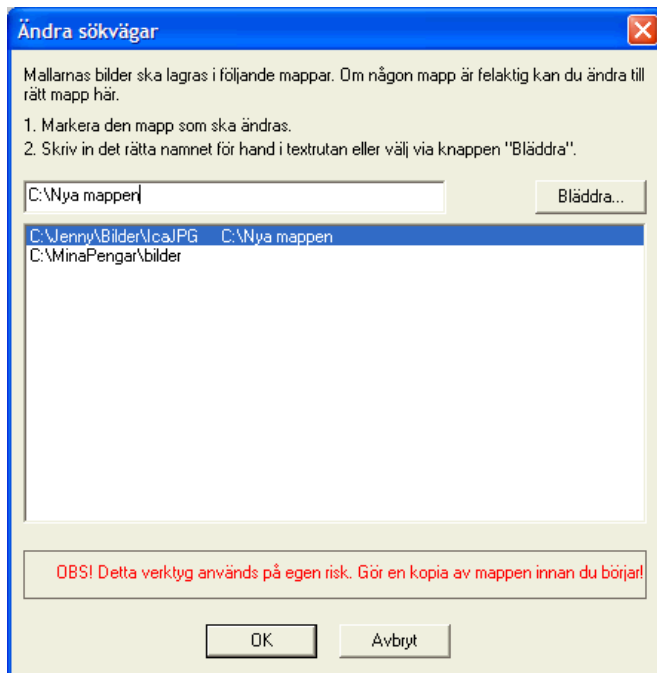 Ändra sökvägar
Mallarnas bilder ska lagras i följande mappar. Om någon mapp är felaktig kan du ändra till
rätt mapp här.
1. Markera den mapp som ska ändras.
2. Skriv in det rätta namnet för hand i textrutan eller välj via knappen "Bläddra".
C:\Nya mappen
Bläddra...
C:\Jenny\Bilder\IcaJPG C:\Nya mappen
C:\MinaPengar\bilder
OBS! Detta verktyg används på egen risk. Gör en kopia av mappen innan du börjar!
OK
Avbryt